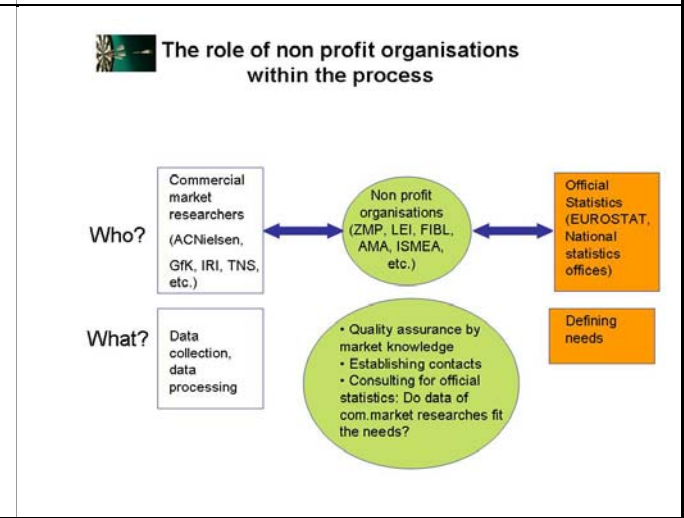 The role of non profit organisations
within the process
Who?
Commercial
market
researchers
(ACNielsen,
GfK, IRI, TNS,
etc.)
Non profit
organisations
(ZMP, LEI, FIBL,
AMA, ISMEA,
etc.)
Official
Statistics
(EUROSTAT,
National
statistics
offices)
What?
Data
collection,
data
processing
• Quality assurance by
market knowledge
• Establishing contacts
• Consulting for official
statistics: Do data of
com.market researches fit
the needs?
Defining
needs